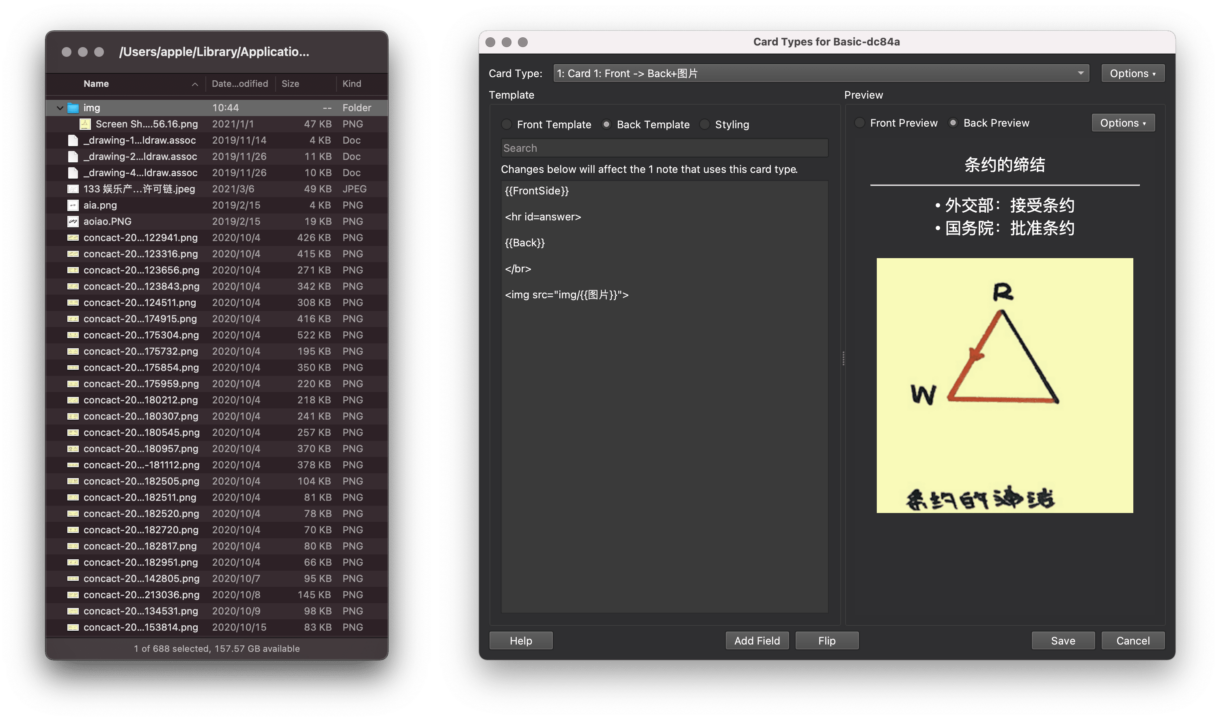 /Users/apple/Library/Applicatio...
Name Date...odified Size Kind
img 10:44 -- Folder
Screen Sh....56.16.png 2021/1/1 47 KB PNG
_drawing-1...ldraw.assoc 2019/11/14 4 KB Doc
_drawing-2...ldraw.assoc 2019/11/26 11 KB Doc
_drawing-4...ldraw.assoc 2019/11/26 10 KB Doc
133 娱乐产...许可链.jpeg 2021/3/6 49 KB JPEG
aia.png 2019/2/15 4 KB PNG
aoiao.PNG 2019/2/15 19 KB PNG
concact-20...122941.png 2020/10/4 426 KB PNG
concact-20...123316.png 2020/10/4 415 KB PNG
concact-20...123656.png 2020/10/4 271 KB PNG
concact-20...123843.png 2020/10/4 342 KB PNG
concact-20...124511.png 2020/10/4 308 KB PNG
concact-20...174915.png 2020/10/4 416 KB PNG
concact-20...175304.png 2020/10/4 522 KB PNG
concact-20...175732.png 2020/10/4 195 KB PNG
concact-20...175854.png 2020/10/4 350 KB PNG
concact-20...175959.png 2020/10/4 220 KB PNG
concact-20...180212.png 2020/10/4 218 KB PNG
concact-20...180307.png 2020/10/4 241 KB PNG
concact-20...180545.png 2020/10/4 257 KB PNG
concact-20...180957.png 2020/10/4 370 KB PNG
concact-20...-181112.png 2020/10/4 378 KB PNG
concact-20...182505.png 2020/10/4 104 KB PNG
concact-20...182511.png 2020/10/4 81 KB PNG
concact-20...182520.png 2020/10/4 78 KB PNG
concact-20...182720.png 2020/10/4 70 KB PNG
concact-20...182817.png 2020/10/4 80 KB PNG
concact-20...182951.png 2020/10/4 66 KB PNG
concact-20...142805.png 2020/10/7 95 KB PNG
concact-20...213036.png 2020/10/8 145 KB PNG
concact-20...134531.png 2020/10/9 98 KB PNG
concact-20...153814.png 2020/10/15 83 KB PNG
1 of 688 selected, 157.57 GB available
Card Types for Basic-dc84a
Card Type: 1: Card 1: Front -> Back+图片 Options
Template
Front Template Back Template Styling
Search
Changes below will affect the 1 note that uses this card type.
{{FrontSide}}
<hr id=answer>
{{Back}}
</br>
<img src="img/{{图片}}">
Preview
Front Preview Back Preview Options
条约的缔结
• 外交部：接受条约
• 国务院：批准条约
R
W
条约的缔结
Help Add Field Flip Save Cancel